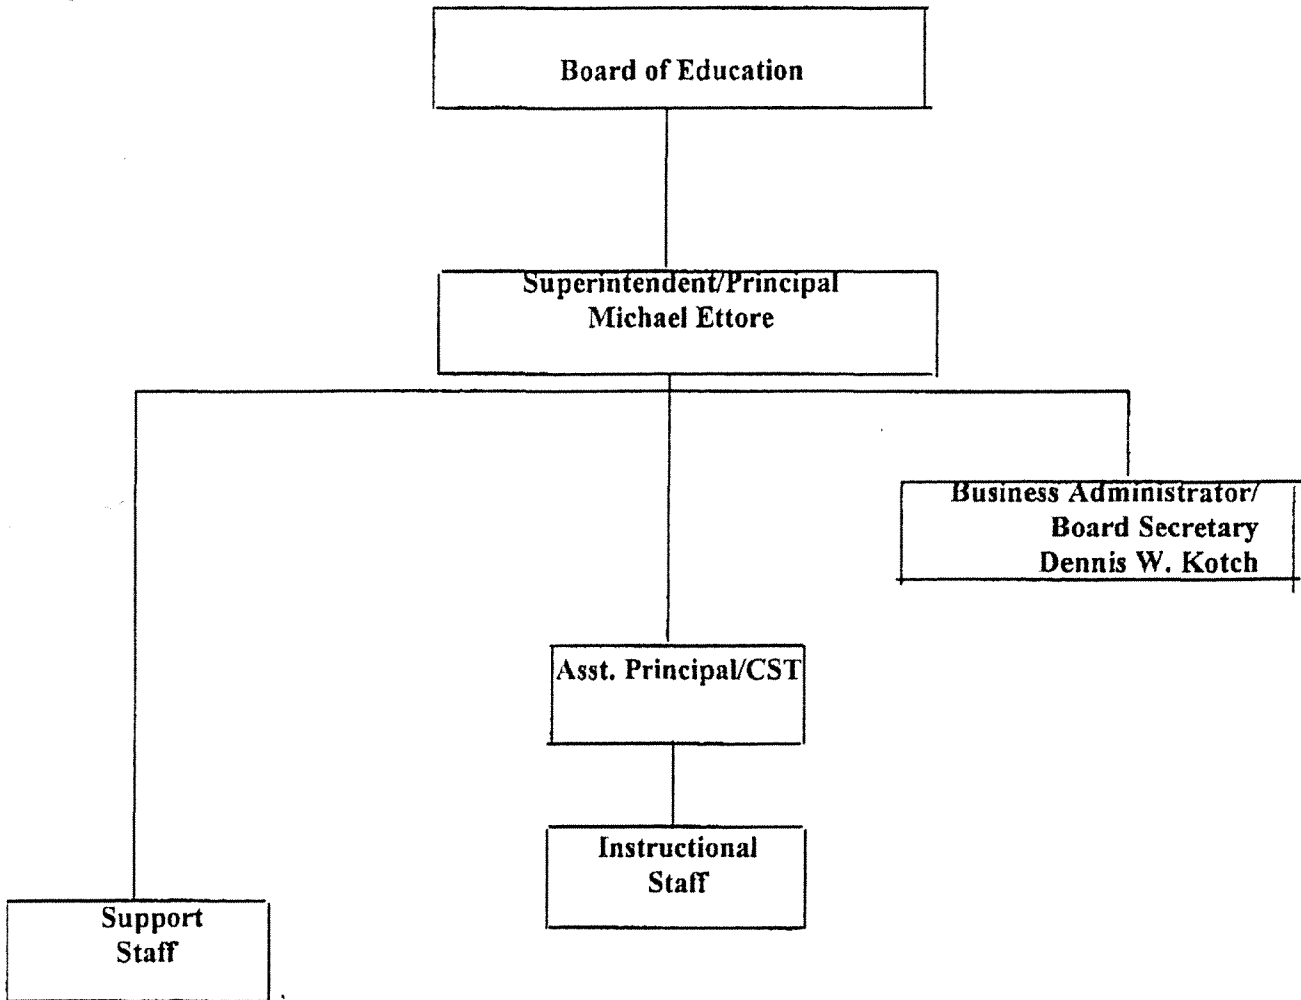 Board of Education
Superintendent/Principal
Michael Ettore
Business Administrator/
Board Secretary
Dennis W. Kotch
Asst. Principal/CST
Instructional
Staff
Support
Staff